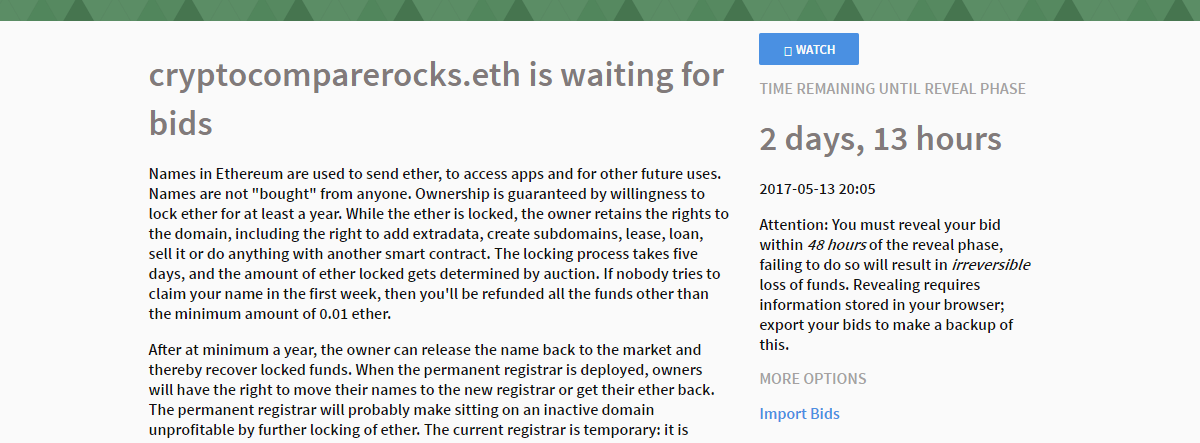 cryptocomparerocks.eth is waiting for
bids
Names in Ethereum are used to send ether, to access apps and for other future uses.
Names are not "bought" from anyone. Ownership is guaranteed by willingness to
lock ether for at least a year. While the ether is locked, the owner retains the rights to
the domain, including the right to add extradata, create subdomains, lease, loan,
sell it or do anything with another smart contract. The locking process takes five
days, and the amount of ether locked gets determined by auction. If nobody tries to
claim your name in the first week, then you'll be refunded all the funds other than
the minimum amount of 0.01 ether.
After at minimum a year, the owner can release the name back to the market and
thereby recover locked funds. When the permanent registrar is deployed, owners
will have the right to move their names to the new registrar or get their ether back.
The permanent registrar will probably make sitting on an inactive domain
unprofitable by further locking of ether. The current registrar is temporary: it is
WATCH
TIME REMAINING UNTIL REVEAL PHASE
2 days, 13 hours
2017-05-13 20:05
Attention: You must reveal your bid
within 48 hours of the reveal phase,
failing to do so will result in irreversible
loss of funds. Revealing requires
information stored in your browser;
export your bids to make a backup of
this.
MORE OPTIONS
Import Bids